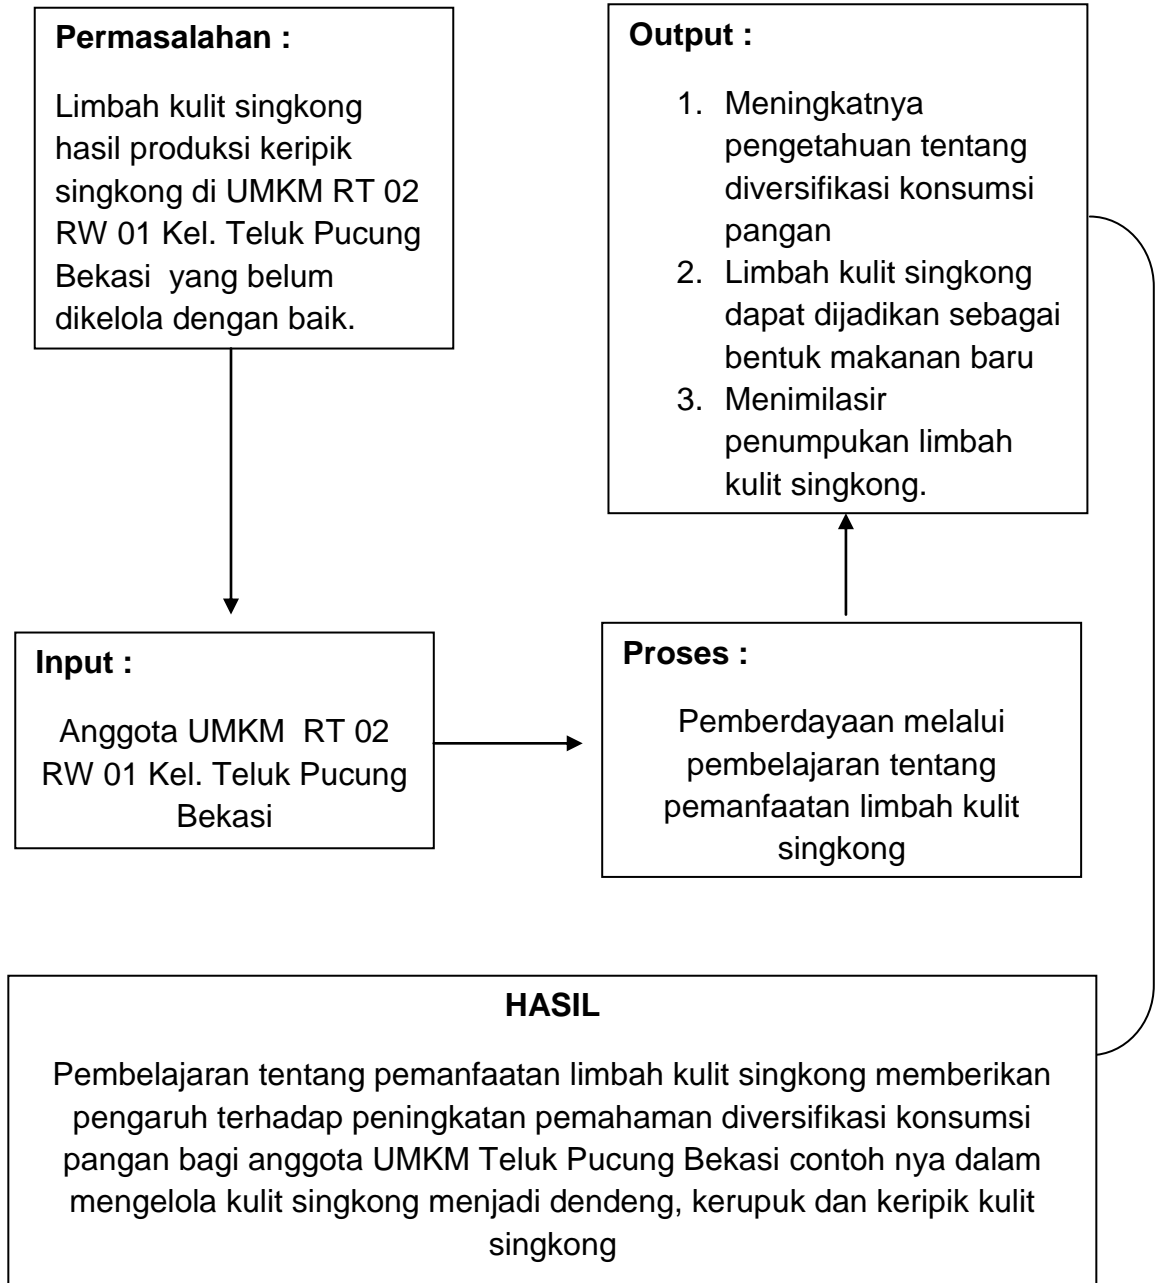 Permasalahan :
Limbah kulit singkong
hasil produksi keripik
singkong di UMKM RT 02
RW 01 Kel. Teluk Pucung
Bekasi  yang belum
dikelola dengan baik.
Input :
Anggota UMKM  RT 02
RW 01 Kel. Teluk Pucung
Bekasi
Proses :
Pemberdayaan melalui
pembelajaran tentang
pemanfaatan limbah kulit
singkong
Output :
1. Meningkatnya
pengetahuan tentang
diversifikasi konsumsi
pangan
2. Limbah kulit singkong
dapat dijadikan sebagai
bentuk makanan baru
3. Menimilasir
penumpukan limbah
kulit singkong.
HASIL
Pembelajaran tentang pemanfaatan limbah kulit singkong memberikan
pengaruh terhadap peningkatan pemahaman diversifikasi konsumsi
pangan bagi anggota UMKM Teluk Pucung Bekasi contoh nya dalam
mengelola kulit singkong menjadi dendeng, kerupuk dan keripik kulit
singkong